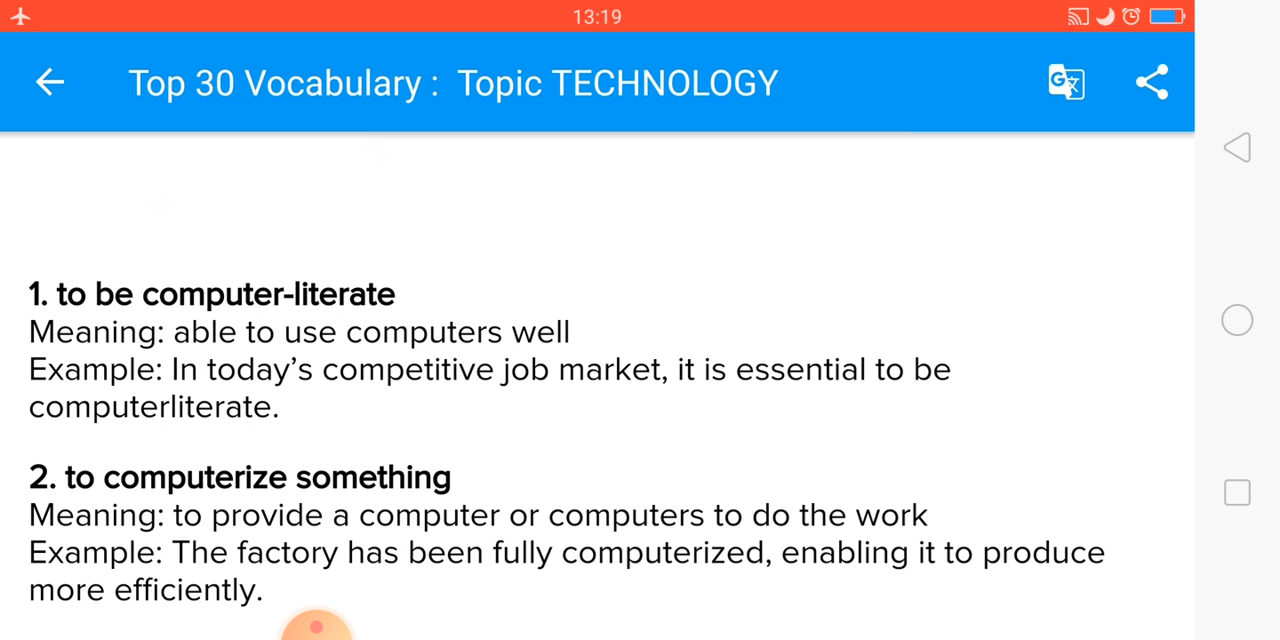 13:19
Top 30 Vocabulary : Topic TECHNOLOGY
1. to be computer-literate
Meaning: able to use computers well
Example: In today’s competitive job market, it is essential to be
computerliterate.
2. to computerize something
Meaning: to provide a computer or computers to do the work
Example: The factory has been fully computerized, enabling it to produce
more efficiently.